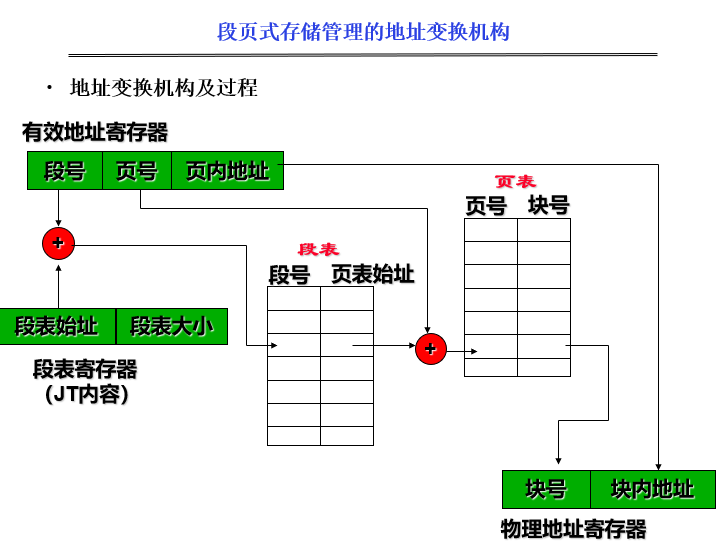 段页式存储管理的地址变换机构
• 地址变换机构及过程
有效地址寄存器
段号 页号 页内地址
页表
页号 块号
+
段表
段号 页表始址
段表始址 段表大小
+
段表寄存器
（JT内容）
块号 块内地址
物理地址寄存器